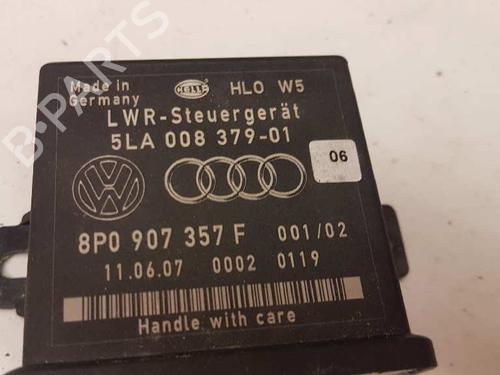 Made in
Germany
HELLA
HLO W5
LWR-Steuergerät
5LA 008 379-01
06
8P0 907 357 F 001/02
11.06.07 0002 0119
Handle with care
B-PARTS